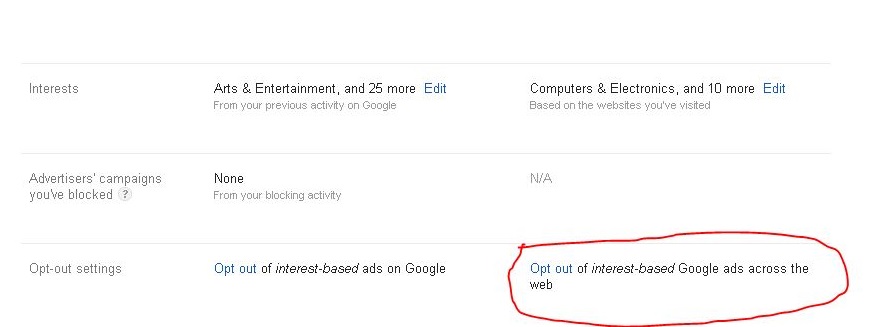 Interests
Arts & Entertainment, and 25 more Edit
From your previous activity on Google
Computers & Electronics, and 10 more Edit
Based on the websites you've visited
Advertisers' campaigns
you've blocked ?
None
From your blocking activity
N/A
Opt-out settings
Opt out of interest-based ads on Google
Opt out of interest-based Google ads across the
web